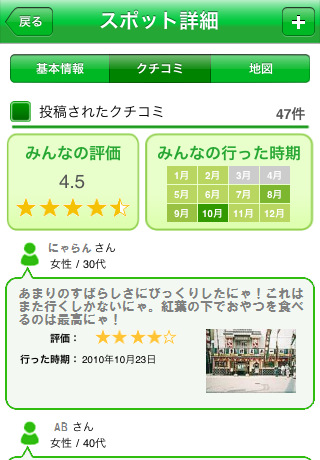 戻る
スポット詳細
+
基本情報
クチコミ
地図
投稿されたクチコミ
47件
みんなの評価
4.5
みんなの行った時期
1月 2月 3月 4月
5月 6月 7月 8月
9月 10月 11月 12月
にゃらん さん
女性 / 30代
あまりのすばらしさにびっくりしたにゃ!これは
また行くしかないにゃ。紅葉の下でおやつを食べ
るのは最高にゃ!
評価:
行った時期: 2010年10月23日
AB さん
女性 / 40代